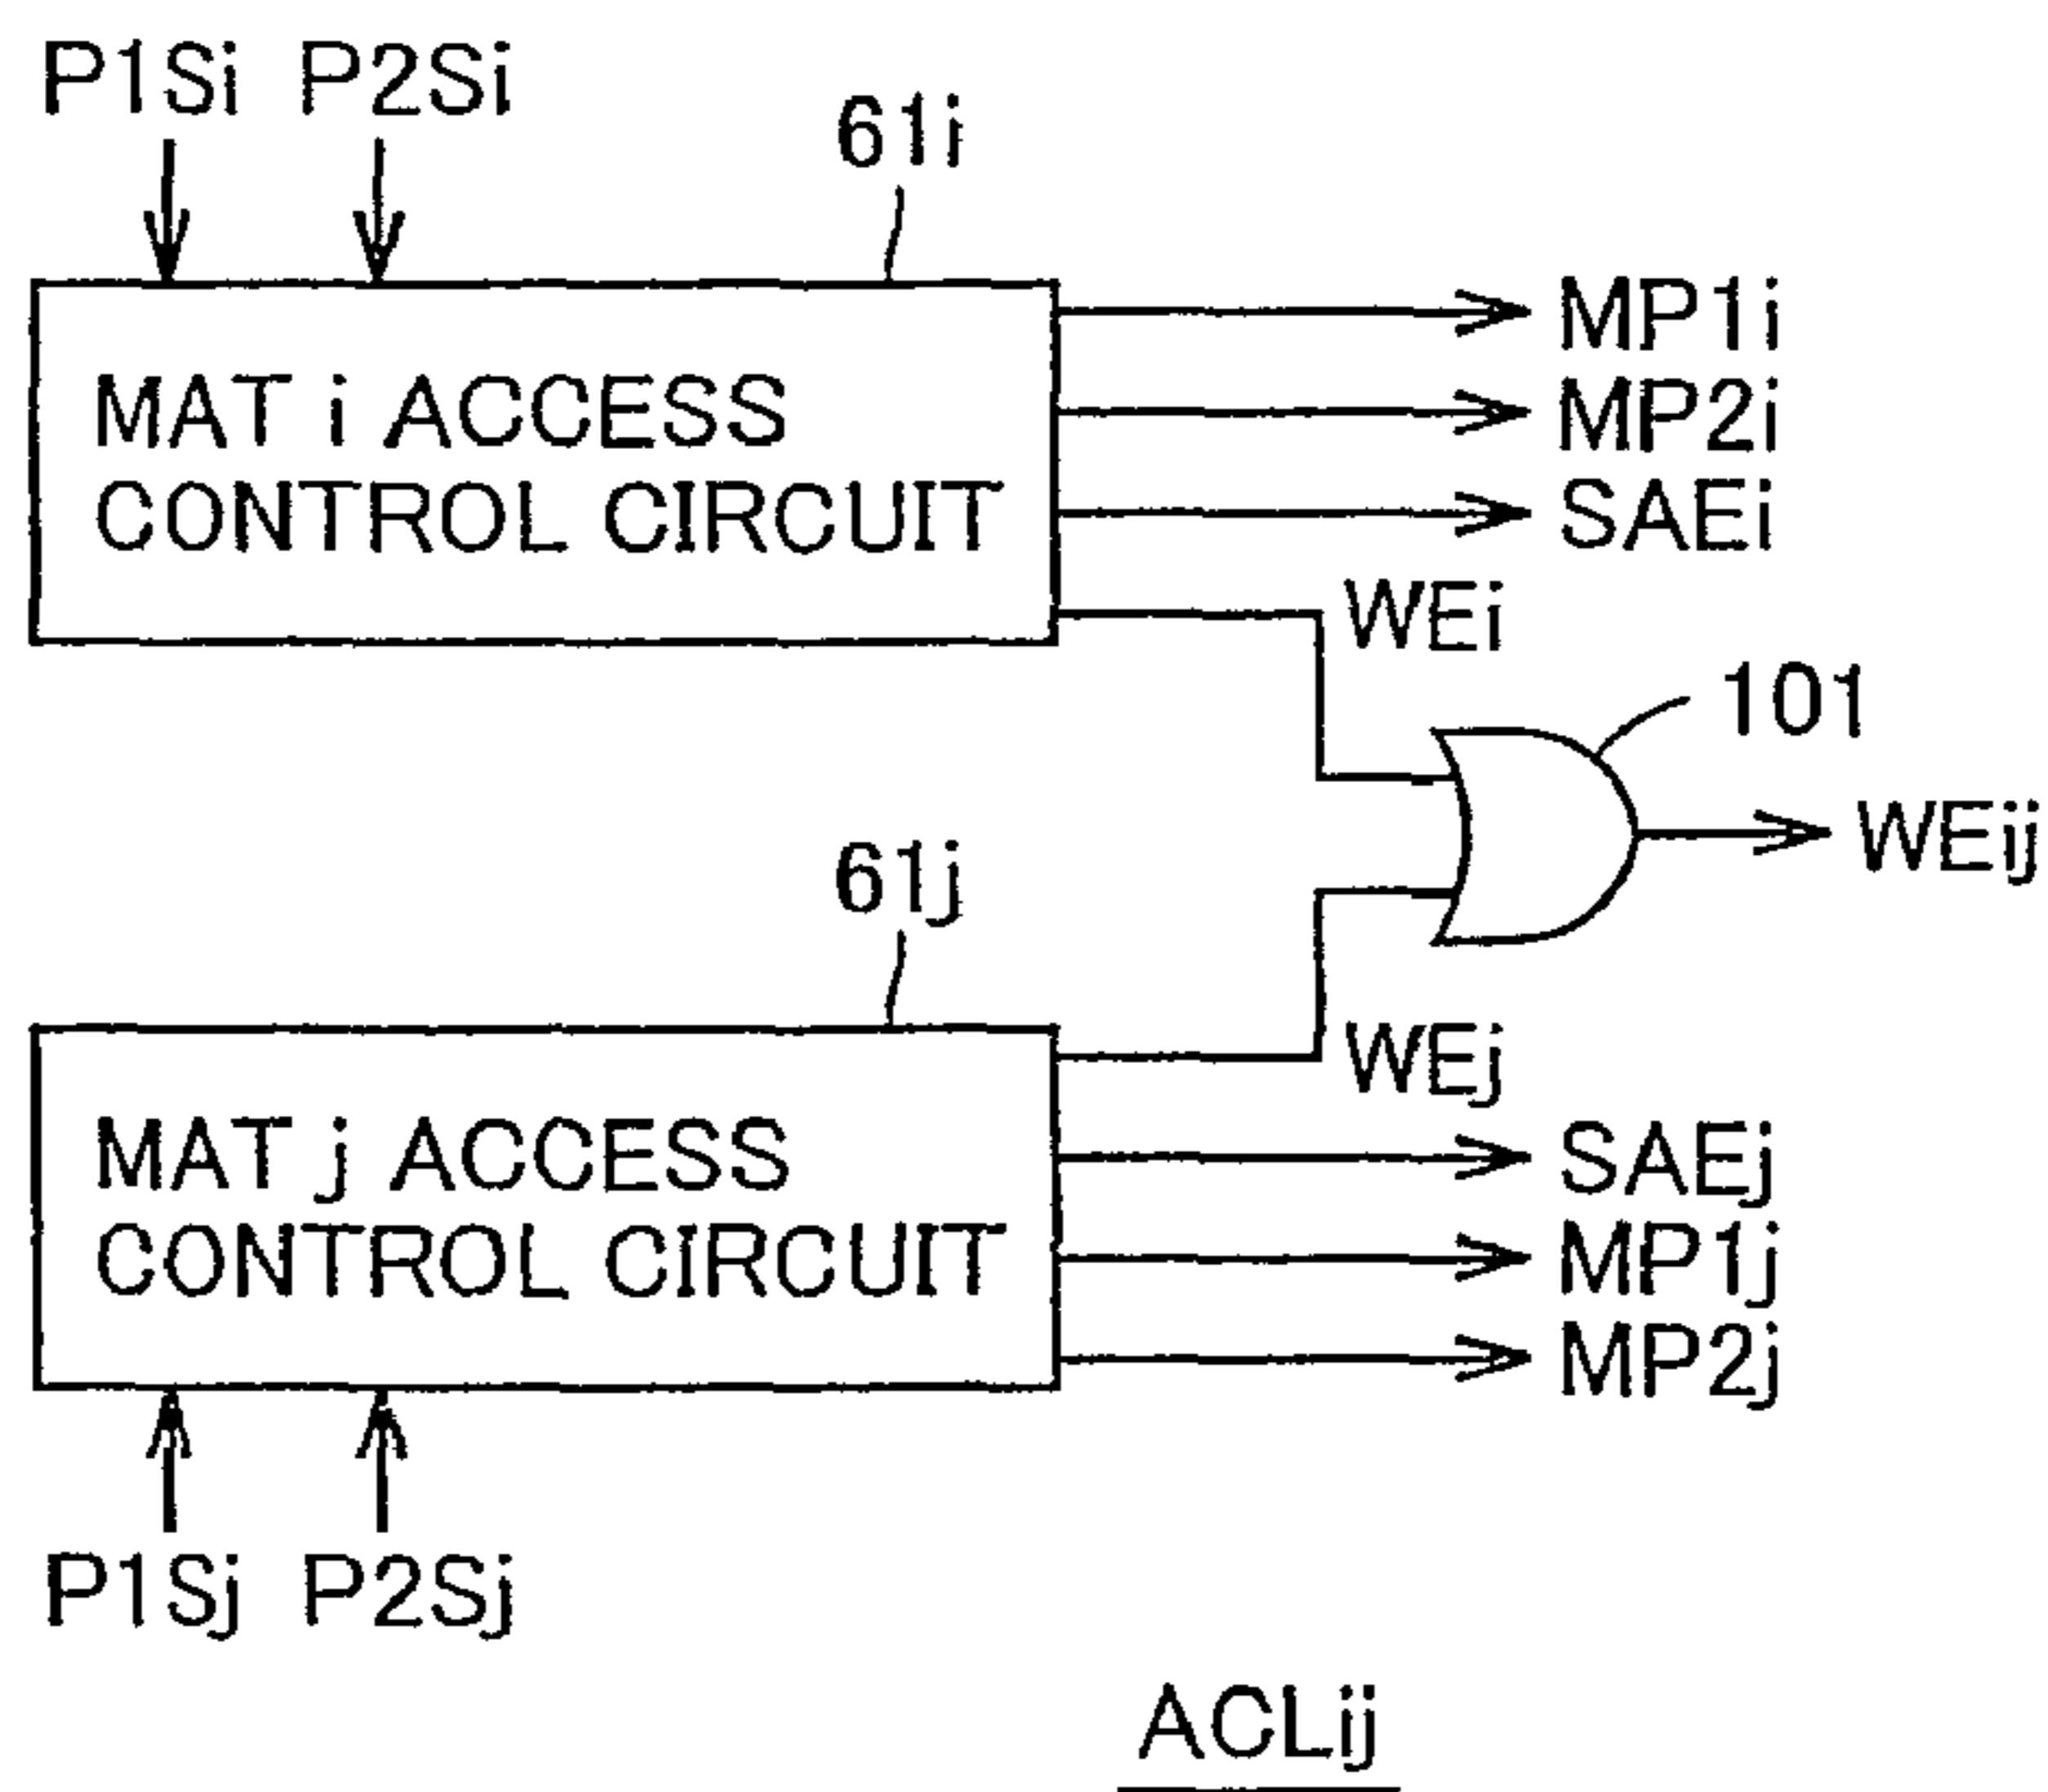 P1Si P2Si
61i
MAT i ACCESS
CONTROL CIRCUIT
MP1i
MP2i
SAEi
WEi
101
WEij
61j
MAT j ACCESS
CONTROL CIRCUIT
WEj
SAEj
MP1j
MP2j
P1Sj P2Sj
ACLij